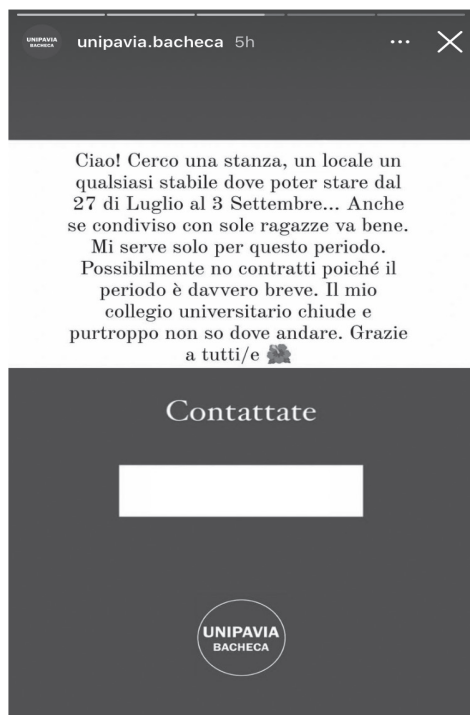 UNIPAVIA
BACHECA
unipavia.bacheca 5h
Ciao! Cerco una stanza, un locale un
qualsiasi stabile dove poter stare dal
27 di Luglio al 3 Settembre... Anche
se condiviso con sole ragazze va bene.
Mi serve solo per questo periodo.
Possibilmente no contratti poiché il
periodo è davvero breve. Il mio
collegio universitario chiude e
purtroppo non so dove andare. Grazie
a tutti/e 🌺
Contattate
UNIPAVIA
BACHECA